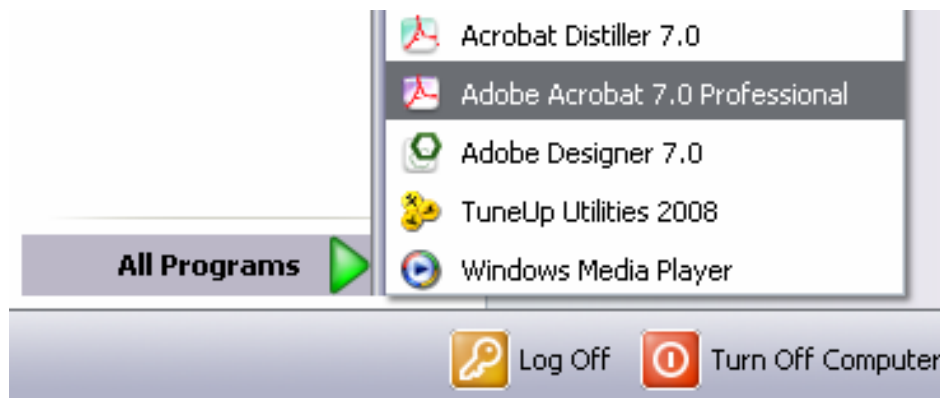 Acrobat Distiller 7.0
Adobe Acrobat 7.0 Professional
Adobe Designer 7.0
TuneUp Utilities 2008
All Programs
Windows Media Player
Log Off
Turn Off Computer